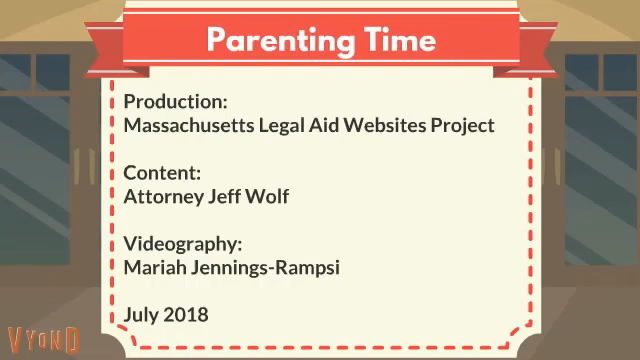 Parenting Time
Production:
Massachusetts Legal Aid Websites Project
Content:
Attorney Jeff Wolf
Videography:
Mariah Jennings-Rampsi
July 2018
VYOND